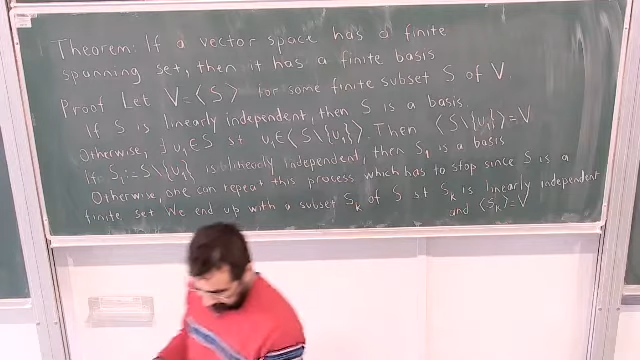 Theorem: If a vector space has a finite
spanning set, then it has a finite basis
Proof Let V = ⟨S⟩ for some finite subset S of V.
If S is linearly independent, then S is a basis.
Otherwise, ∃ u₁∈S st u₁∈⟨S\{u₁}⟩. Then ⟨S\{u₁}⟩=V
If S₁:=S\{u₁} is linearly independent, then S₁ is a basis
Otherwise, one can repeat this process which has to stop since S is a
finite set We end up with a subset Sₖ of S st Sₖ is linearly independent
and ⟨Sₖ⟩=V